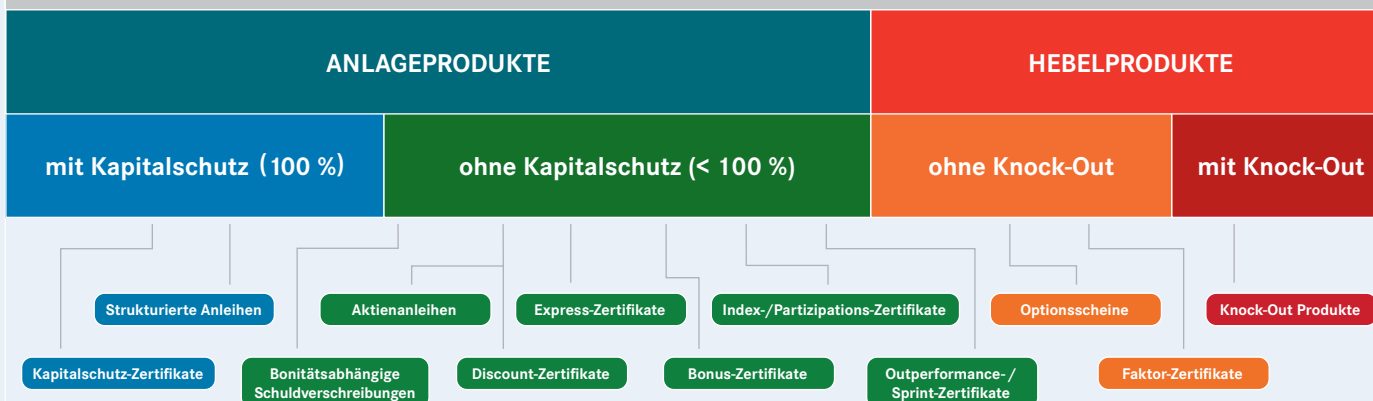 ANLAGEPRODUKTE
HEBELPRODUKTE
mit Kapitalschutz (100 %)
ohne Kapitalschutz (< 100 %)
ohne Knock-Out
mit Knock-Out
Strukturierte Anleihen
Aktienanleihen
Express-Zertifikate
Index-/Partizipations-Zertifikate
Optionsscheine
Knock-Out Produkte
Kapitalschutz-Zertifikate
Bonitätsabhängige
Schuldverschreibungen
Discount-Zertifikate
Bonus-Zertifikate
Outperformance-/
Sprint-Zertifikate
Faktor-Zertifikate